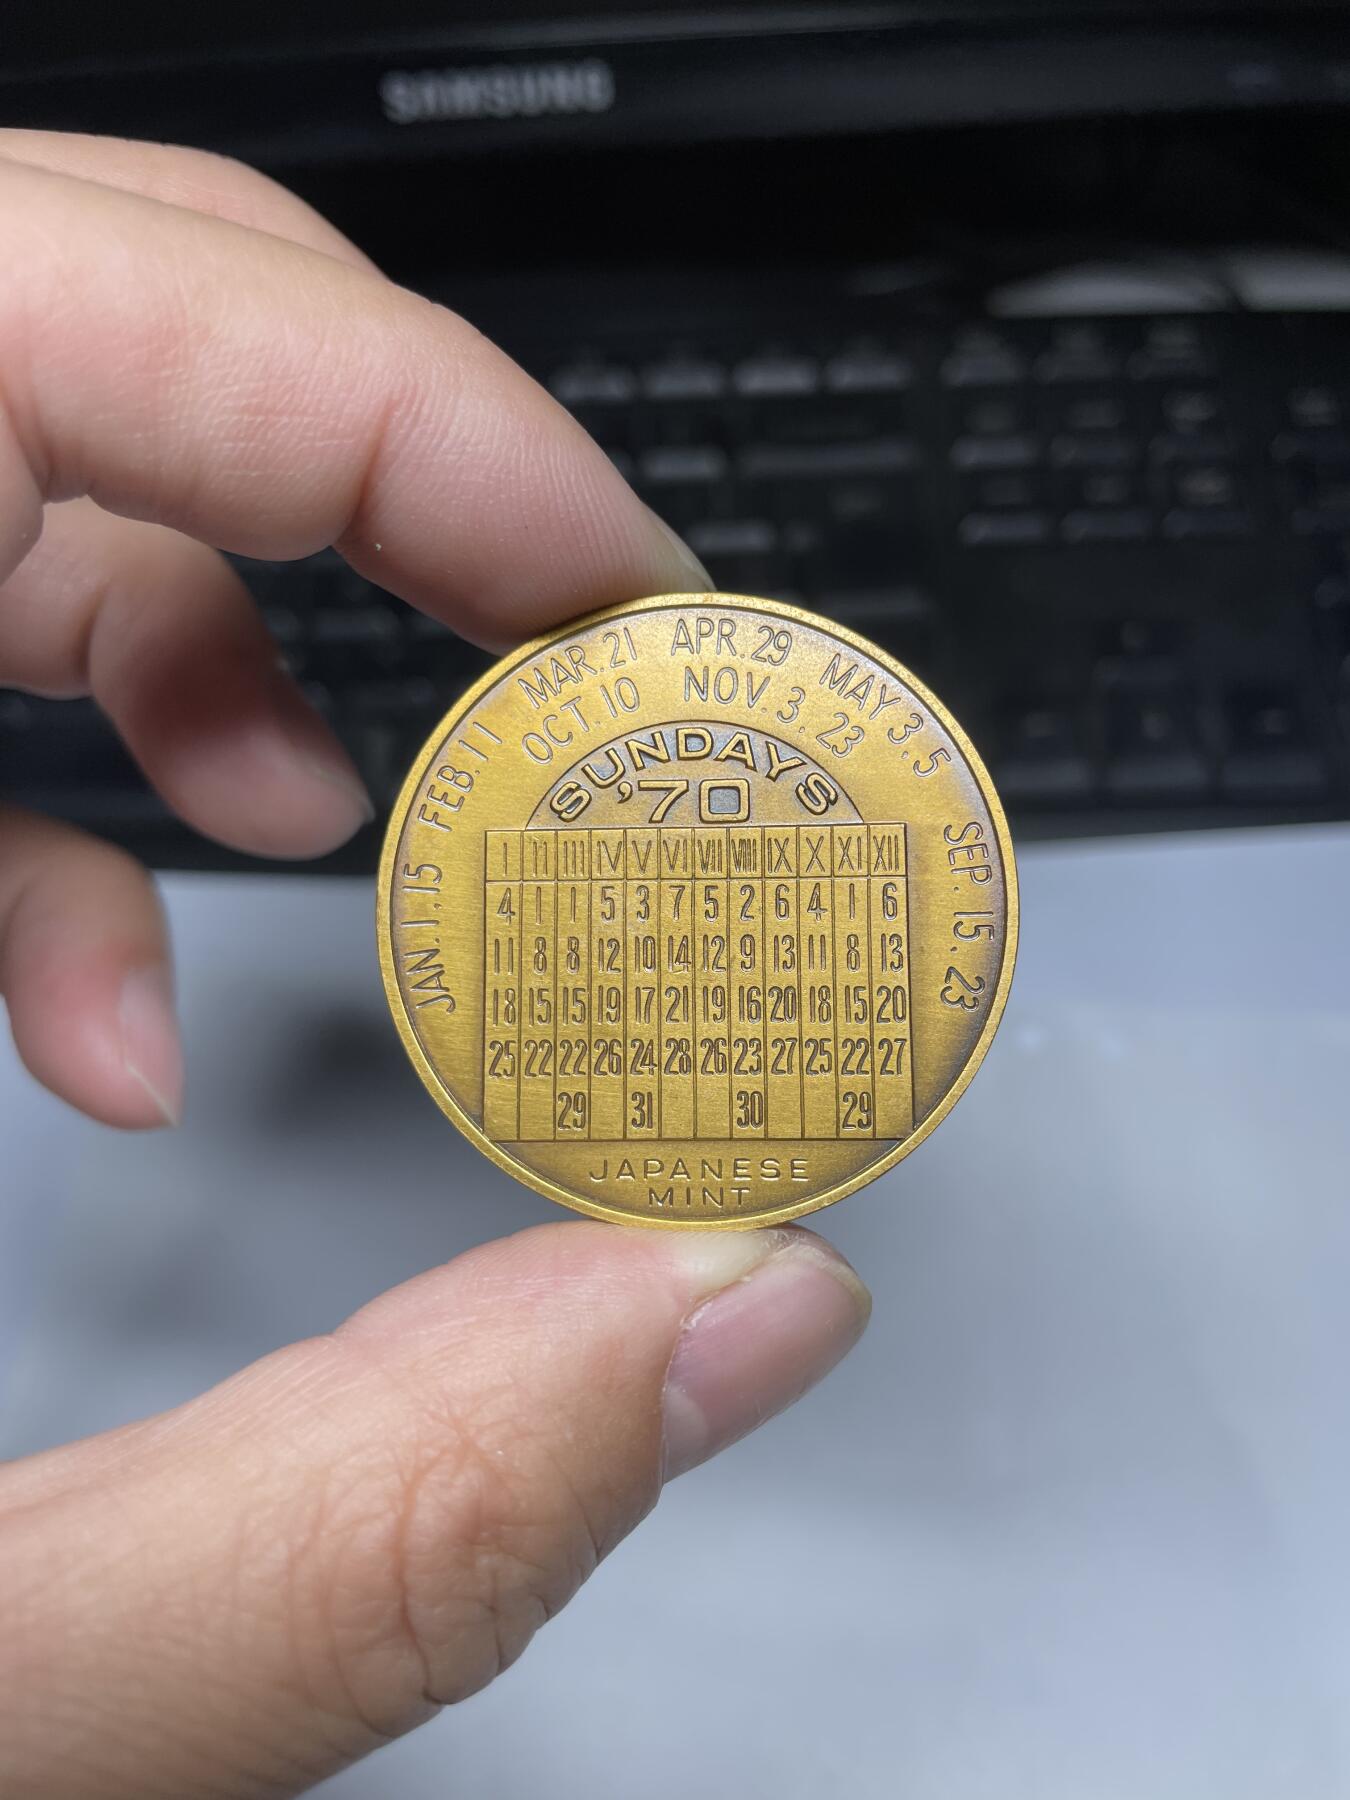 SAMSUNG
JAN. 1, 15 FEB. 11 MAR. 21 APR. 29 MAY 3, 5 SEP. 15, 23
OCT. 10 NOV. 3, 23
SUNDAYS
'70
I II III IV V VI VII VIII IX X XI XII
4 1 1 5 3 7 5 2 6 4 1 6
11 8 8 12 10 14 12 9 13 11 8 13
18 15 15 19 17 21 19 16 20 18 15 20
25 22 22 26 24 28 26 23 27 25 22 27
29 31 30 29
JAPANESE
MINT